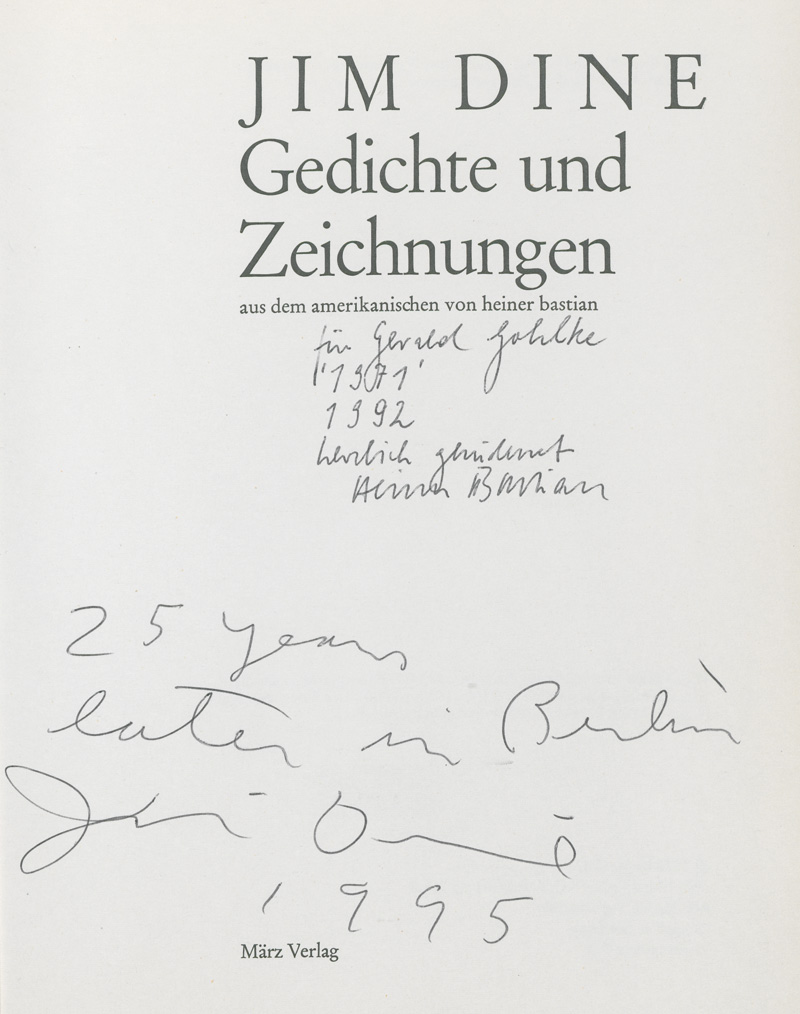 JIM DINE
Gedichte und
Zeichnungen
aus dem amerikanischen von heiner bastian
für Gerald Gohlke
'1971'
1992
herzlich gewidmet
Heiner Bastian
25 years
later in Berlin
Jim Dine
1995
März Verlag